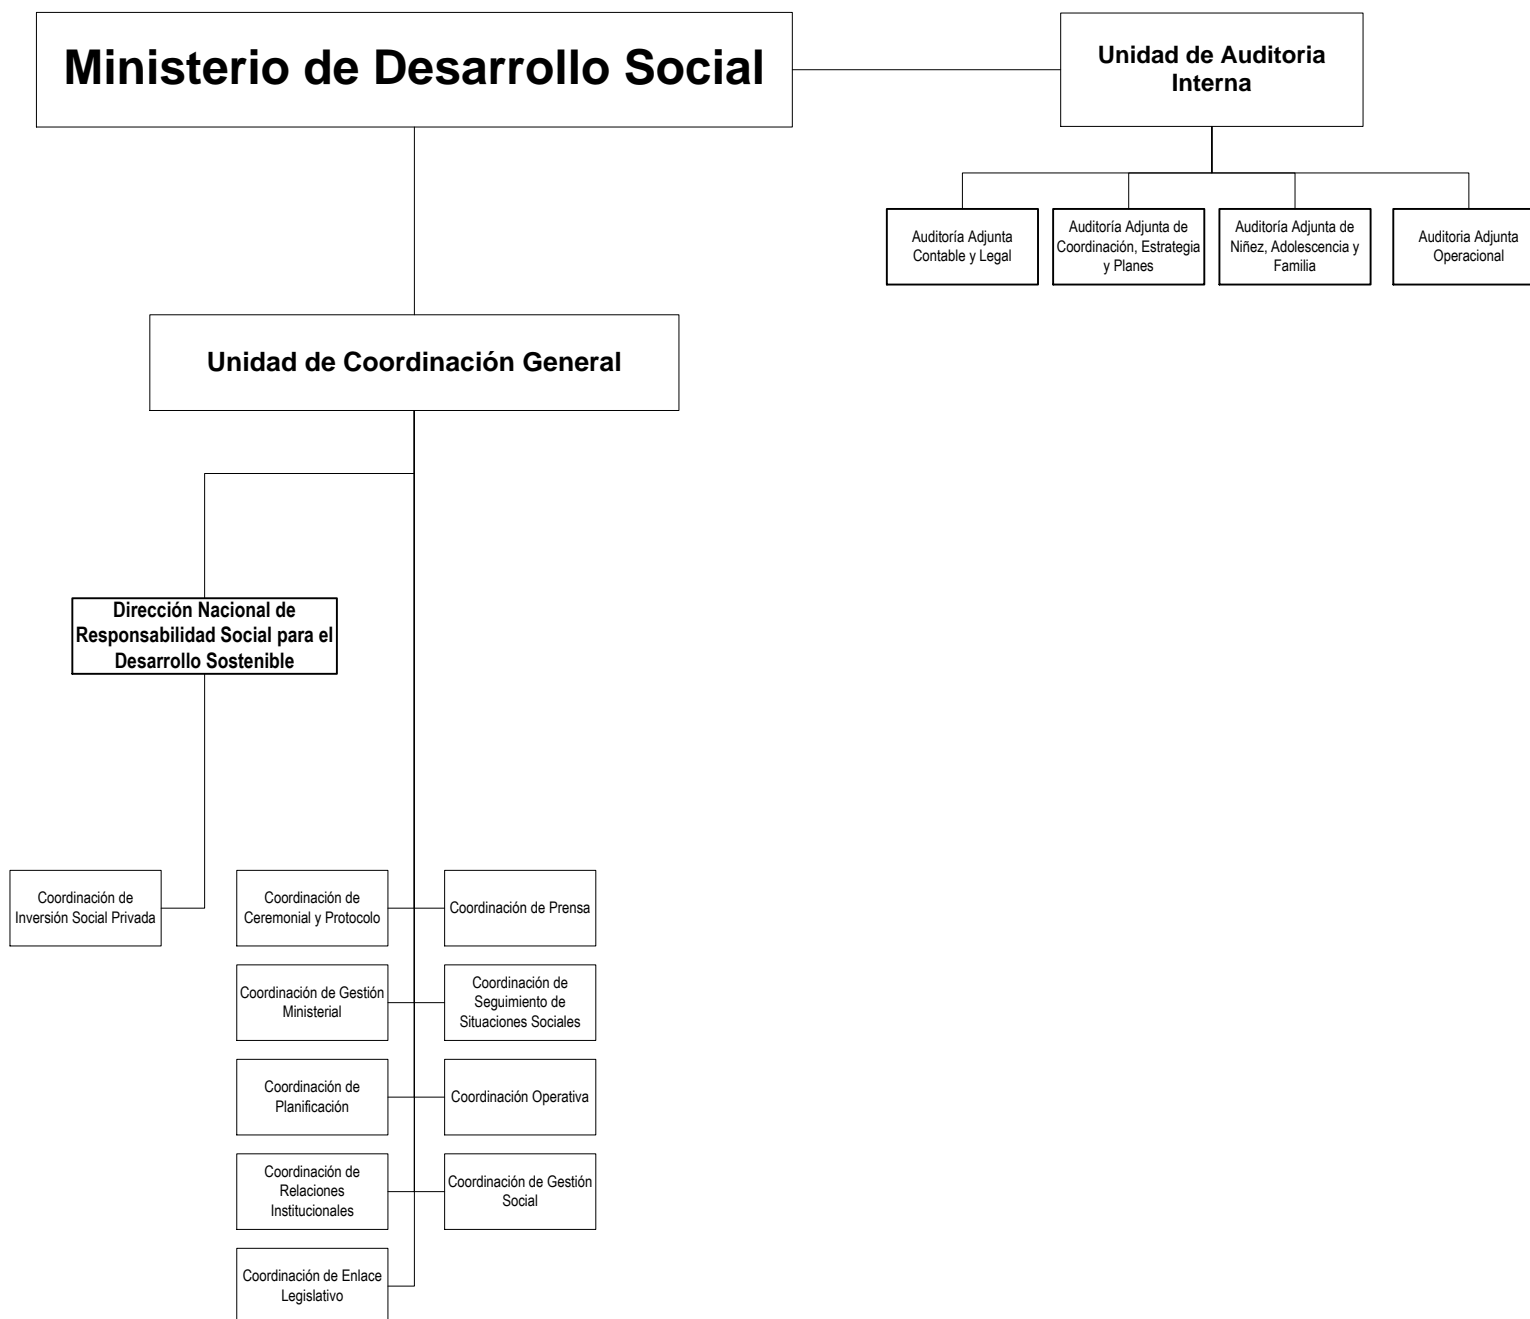 Ministerio de Desarrollo Social
Unidad de Auditoria
Interna
Auditoría Adjunta
Contable y Legal
Auditoría Adjunta de
Coordinación, Estrategia
y Planes
Auditoría Adjunta de
Niñez, Adolescencia y
Familia
Auditoria Adjunta
Operacional
Unidad de Coordinación General
Dirección Nacional de
Responsabilidad Social para el
Desarrollo Sostenible
Coordinación de
Inversión Social Privada
Coordinación de
Ceremonial y Protocolo
Coordinación de Prensa
Coordinación de Gestión
Ministerial
Coordinación de
Seguimiento de
Situaciones Sociales
Coordinación de
Planificación
Coordinación Operativa
Coordinación de
Relaciones
Institucionales
Coordinación de Gestión
Social
Coordinación de Enlace
Legislativo